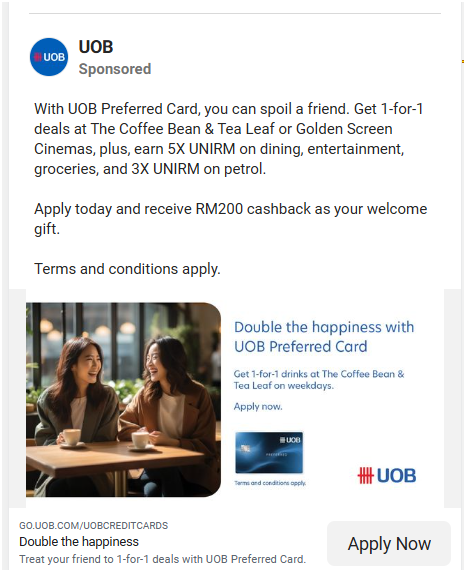 UOB
UOB
Sponsored
With UOB Preferred Card, you can spoil a friend. Get 1-for-1
deals at The Coffee Bean & Tea Leaf or Golden Screen
Cinemas, plus, earn 5X UNIRM on dining, entertainment,
groceries, and 3X UNIRM on petrol.
Apply today and receive RM200 cashback as your welcome
gift.
Terms and conditions apply.
Double the happiness with
UOB Preferred Card
Get 1-for-1 drinks at The Coffee Bean &
Tea Leaf on weekdays.
Apply now.
UOB
Terms and conditions apply.
UOB
GO.UOB.COM/UOBCREDITCARDS
Double the happiness
Treat your friend to 1-for-1 deals with UOB Preferred Card.
Apply Now